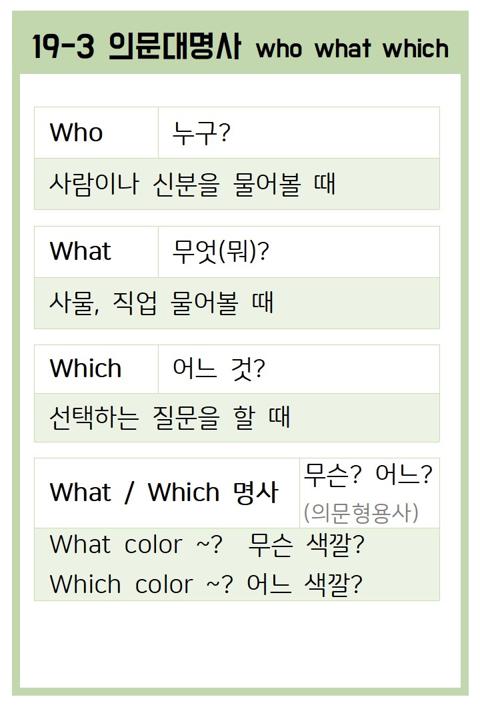 19-3 의문대명사 who what which
Who 누구?
사람이나 신분을 물어볼 때
What 무엇(뭐)?
사물, 직업 물어볼 때
Which 어느 것?
선택하는 질문을 할 때
What / Which 명사 무슨? 어느?
(의문형용사)
What color ~? 무슨 색깔?
Which color ~? 어느 색깔?